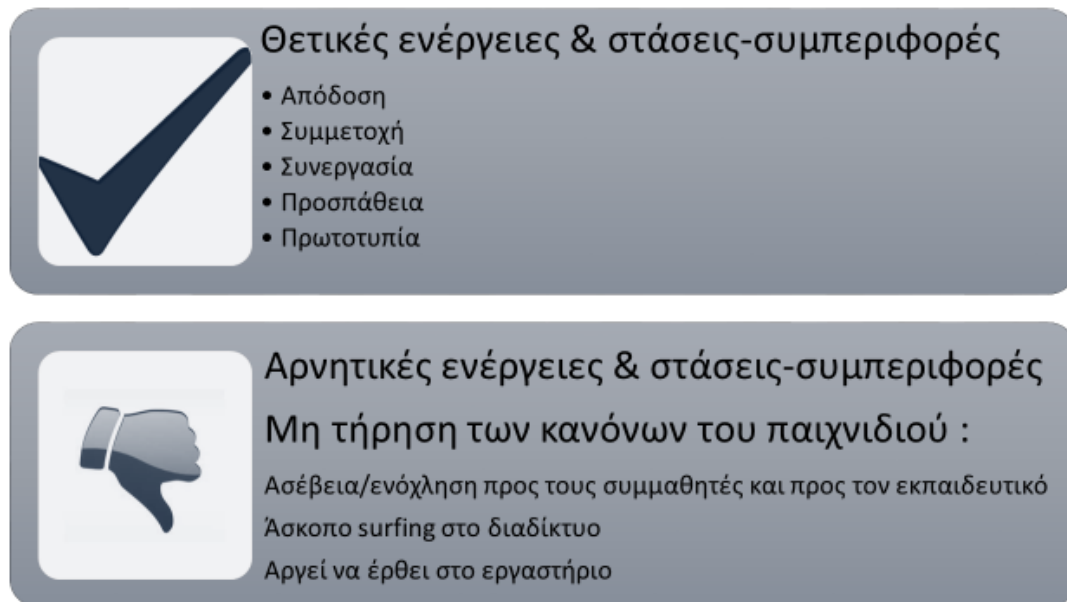 Θετικές ενέργειες & στάσεις-συμπεριφορές
• Απόδοση
• Συμμετοχή
• Συνεργασία
• Προσπάθεια
• Πρωτοτυπία
Αρνητικές ενέργειες & στάσεις-συμπεριφορές
Μη τήρηση των κανόνων του παιχνιδιού :
Ασέβεια/ενόχληση προς τους συμμαθητές και προς τον εκπαιδευτικό
Άσκοπο surfing στο διαδίκτυο
Αργεί να έρθει στο εργαστήριο